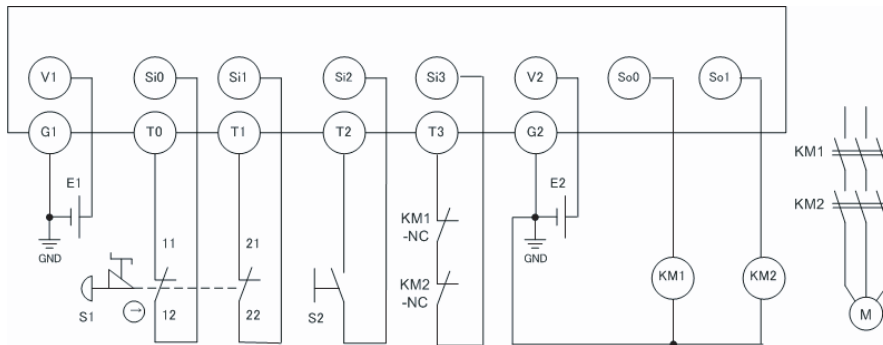 V1 Si0 Si1 Si2 Si3 V2 So0 So1
G1 T0 T1 T2 T3 G2
KM1
E1 E2
KM2
KM1
-NC
11 21
GND GND
KM2
-NC
KM1 KM2
S1 12 22 S2
M